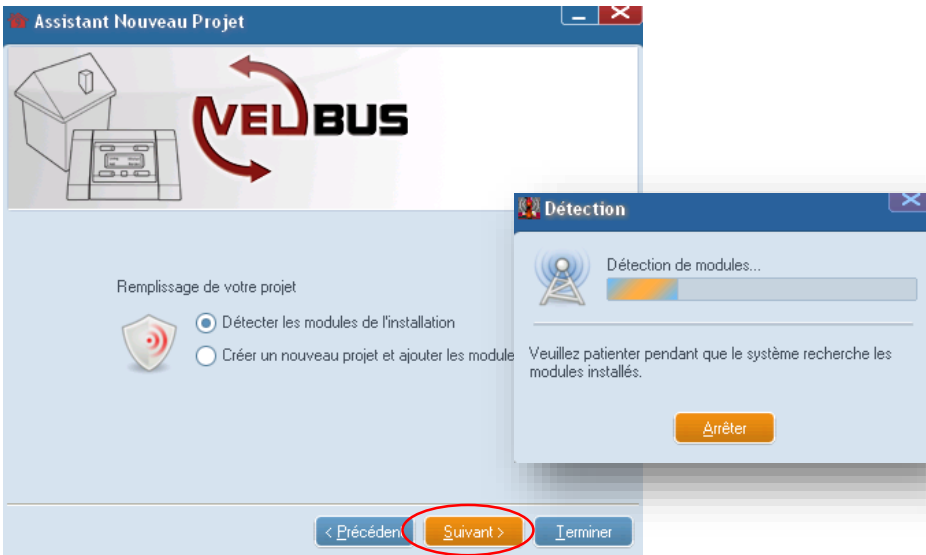 Assistant Nouveau Projet
VELBUS
Remplissage de votre projet
Détecter les modules de l'installation
Créer un nouveau projet et ajouter les module
< Précéden
Suivant >
Terminer
Détection
Détection de modules...
Veuillez patienter pendant que le système recherche les
modules installés.
Arrêter